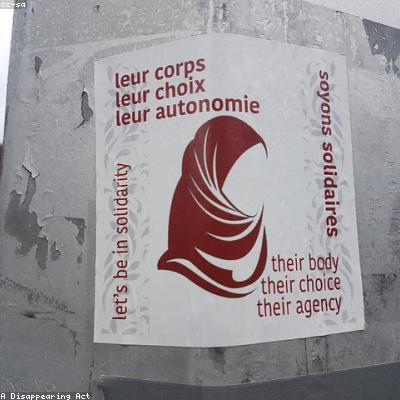 cc-sa
leur corps
leur choix
leur autonomie
soyons solidaires
let's be in solidarity
their body
their choice
their agency
A Disappearing Act